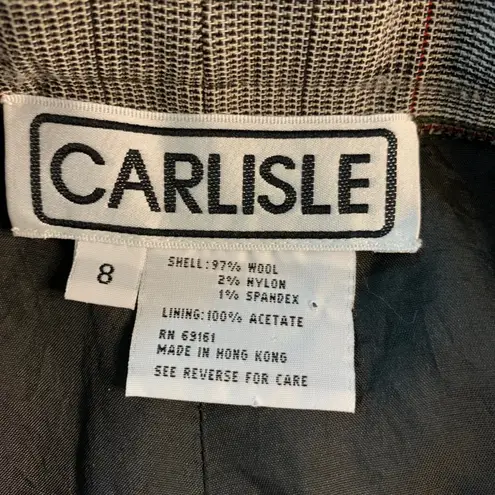 CARLISLE
8
SHELL: 97% WOOL
2% NYLON
1% SPANDEX
LINING: 100% ACETATE
RN 69161
MADE IN HONG KONG
SEE REVERSE FOR CARE